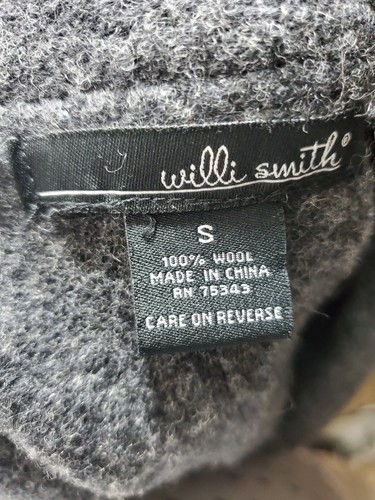 willi smith®
S
100% WOOL
MADE IN CHINA
RN 75343
CARE ON REVERSE